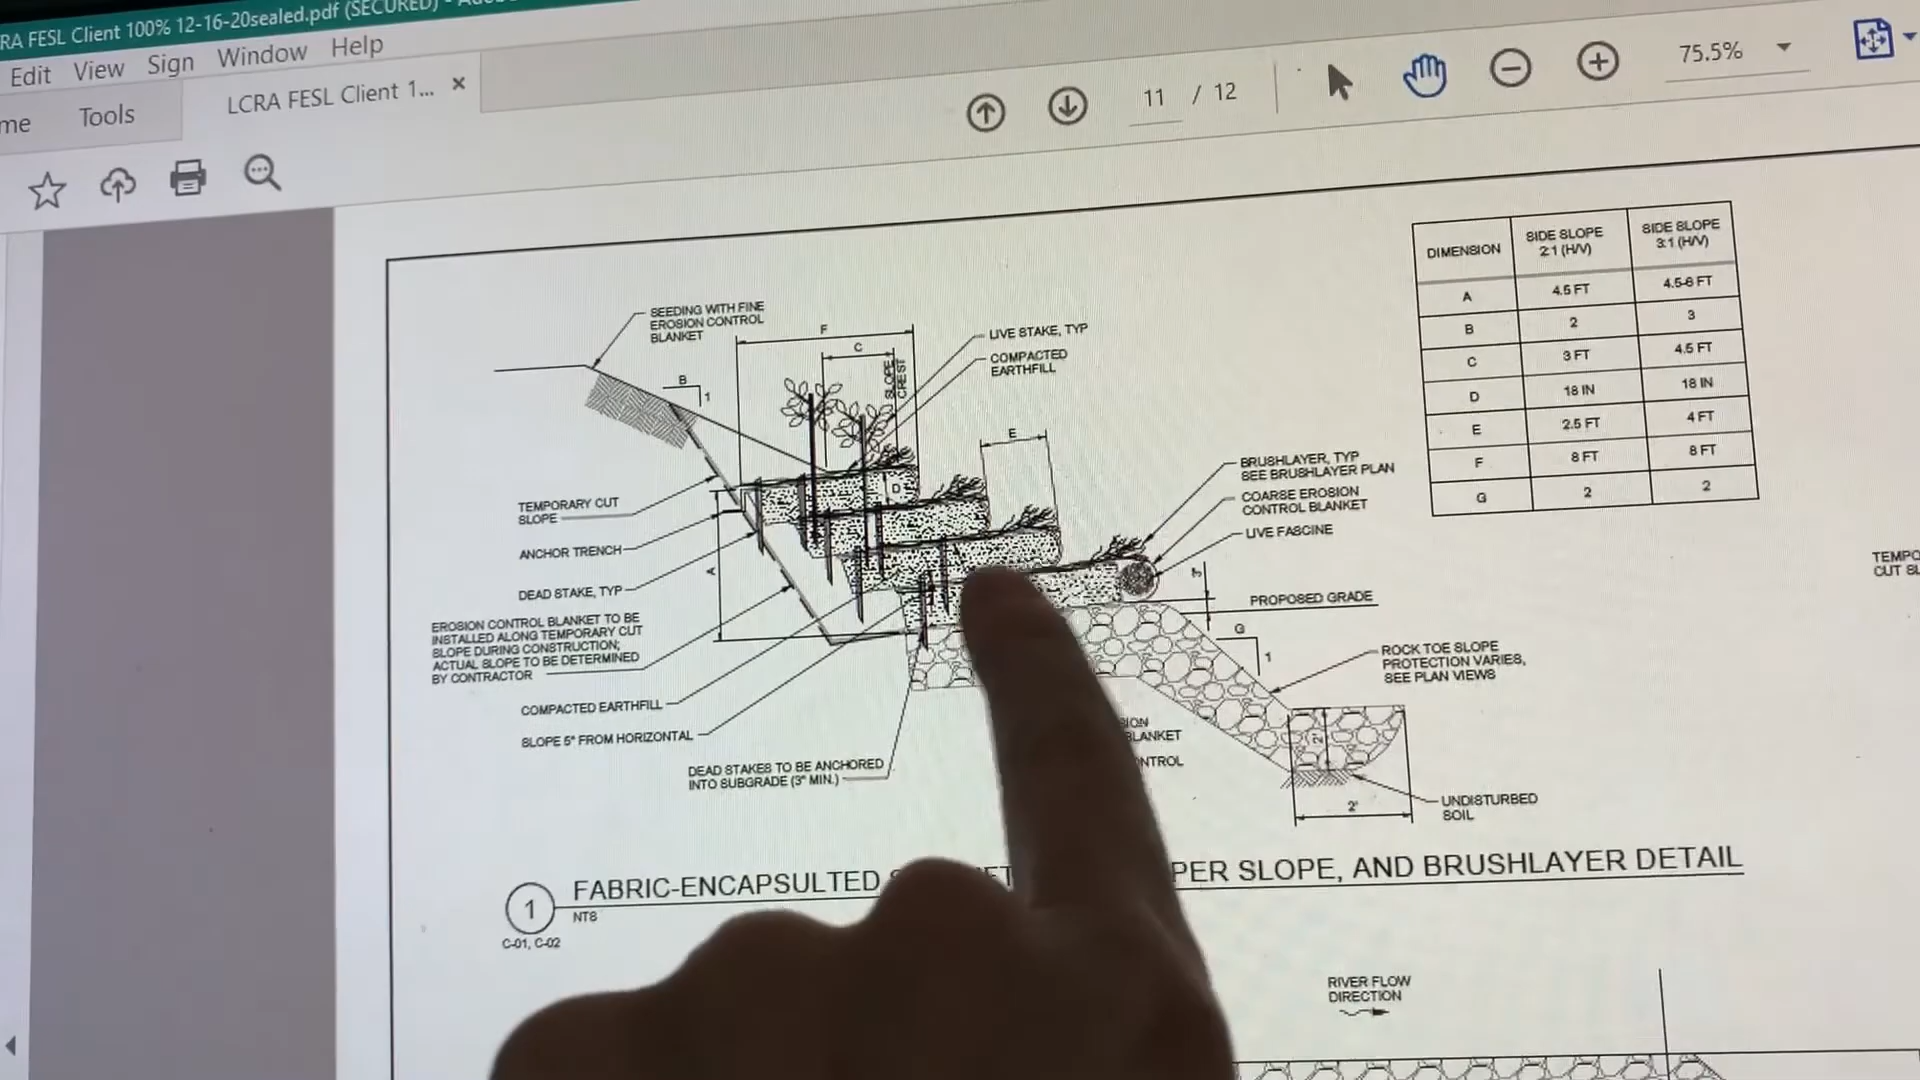 RA FESL Client 100% 12-16-20sealed.pdf (SECURED) -
Edit View Sign Window Help
me Tools LCRA FESL Client 1... ×
11 / 12 75.5%
DIMENSION SIDE SLOPE 2:1 (H/V) SIDE SLOPE 3:1 (H/V)
A 4.5 FT 4.5-6 FT
B 2 3
C 3 FT 4.5 FT
D 18 IN 18 IN
E 2.5 FT 4 FT
F 8 FT 8 FT
G 2 2
SEEDING WITH FINE
EROSION CONTROL
BLANKET
F
C
B
1
SLOPE
CREST
LIVE STAKE, TYP
COMPACTED
EARTHFILL
E
D
A
BRUSHLAYER, TYP
SEE BRUSHLAYER PLAN
COARSE EROSION
CONTROL BLANKET
LIVE FASCINE
3"
PROPOSED GRADE
G
1
ROCK TOE SLOPE
PROTECTION VARIES,
SEE PLAN VIEWS
TEMPORARY CUT
SLOPE
ANCHOR TRENCH
DEAD STAKE, TYP
EROSION CONTROL BLANKET TO BE
INSTALLED ALONG TEMPORARY CUT
SLOPE DURING CONSTRUCTION;
ACTUAL SLOPE TO BE DETERMINED
BY CONTRACTOR
COMPACTED EARTHFILL
SLOPE 5° FROM HORIZONTAL
DEAD STAKES TO BE ANCHORED
INTO SUBGRADE (3" MIN.)
ION
BLANKET
NTROL
2'
2'
UNDISTURBED
SOIL
TEMPO
CUT SL
1 FABRIC-ENCAPSULTED PER SLOPE, AND BRUSHLAYER DETAIL
NTS
C-01, C-02
RIVER FLOW
DIRECTION